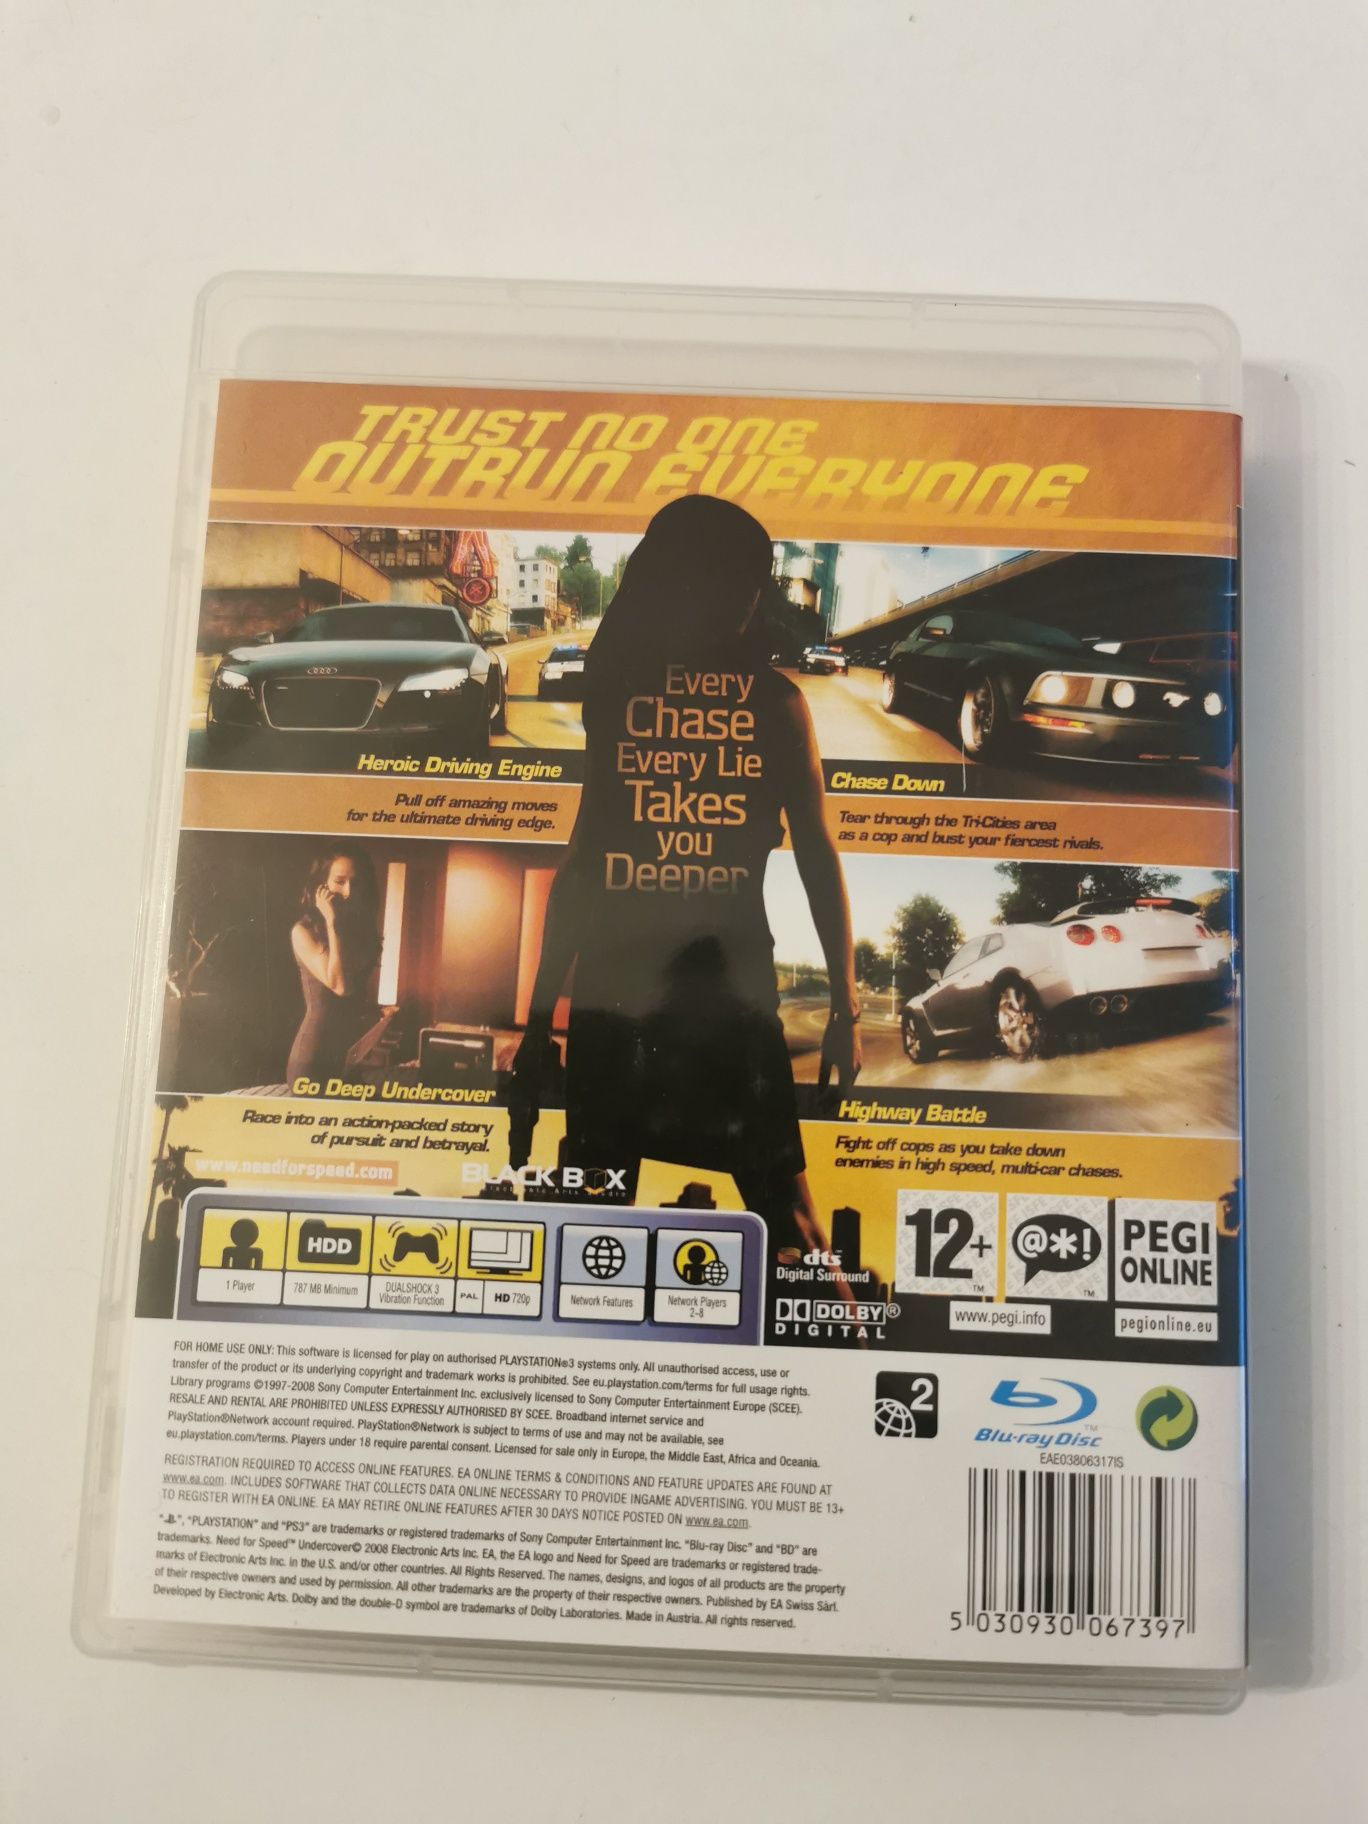 TRUST NO ONE
OUTRUN EVERYONE
Every
Chase
Every Lie
Takes
you
Deeper
Heroic Driving Engine
Pull off amazing moves
for the ultimate driving edge.
Chase Down
Tear through the Tri-Cities area
as a cop and bust your fiercest rivals.
Go Deep Undercover
Race into an action-packed story
of pursuit and betrayal.
Highway Battle
Fight off cops as you take down
enemies in high speed, multi-car chases.
www.needforspeed.com
BLACK BOX
Electronic Arts Studio
1 Player
HDD
787 MB Minimum
DUALSHOCK 3
Vibration Function
PAL HD 720p
Network Features
Network Players
2-8
dts™
Digital Surround
DOLBY®
DIGITAL
12+™
@*!™
www.pegi.info
PEGI
ONLINE
pegionline.eu
FOR HOME USE ONLY: This software is licensed for play on authorised PLAYSTATION®3 systems only. All unauthorised access, use or
transfer of the product or its underlying copyright and trademark works is prohibited. See eu.playstation.com/terms for full usage rights.
Library programs ©1997-2008 Sony Computer Entertainment Inc. exclusively licensed to Sony Computer Entertainment Europe (SCEE).
RESALE AND RENTAL ARE PROHIBITED UNLESS EXPRESSLY AUTHORISED BY SCEE. Broadband internet service and
PlayStation®Network account required. PlayStation®Network is subject to terms of use and may not be available, see
eu.playstation.com/terms. Players under 18 require parental consent. Licensed for sale only in Europe, the Middle East, Africa and Oceania.
REGISTRATION REQUIRED TO ACCESS ONLINE FEATURES. EA ONLINE TERMS & CONDITIONS AND FEATURE UPDATES ARE FOUND AT
www.ea.com. INCLUDES SOFTWARE THAT COLLECTS DATA ONLINE NECESSARY TO PROVIDE INGAME ADVERTISING. YOU MUST BE 13+
TO REGISTER WITH EA ONLINE. EA MAY RETIRE ONLINE FEATURES AFTER 30 DAYS NOTICE POSTED ON www.ea.com.
" ", "PLAYSTATION" and "PS3" are trademarks or registered trademarks of Sony Computer Entertainment Inc. "Blu-ray Disc" and "BD" are
trademarks. Need for Speed™ Undercover© 2008 Electronic Arts Inc. EA, the EA logo and Need for Speed are trademarks or registered trade-
marks of Electronic Arts Inc. in the U.S. and/or other countries. All Rights Reserved. The names, designs, and logos of all products are the property
of their respective owners and used by permission. All other trademarks are the property of their respective owners. Published by EA Swiss Sàrl.
Developed by Electronic Arts. Dolby and the double-D symbol are trademarks of Dolby Laboratories. Made in Austria. All rights reserved.
2
Blu-ray Disc™
EAE03806317IS
5 030930 067397